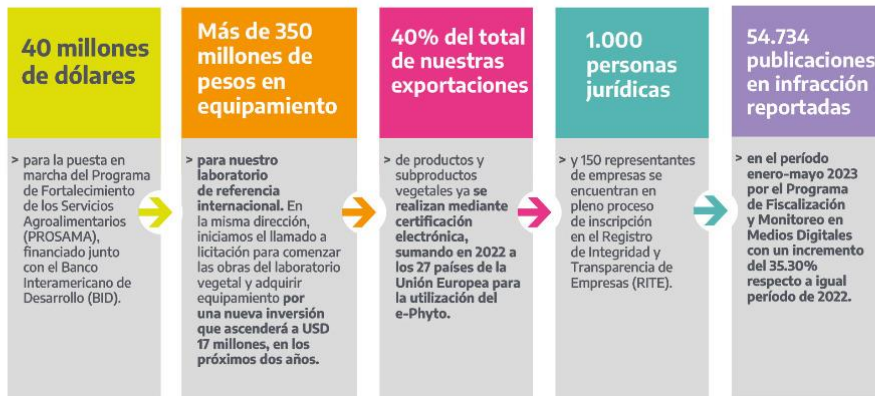 40 millones
de dólares
> para la puesta en
marcha del Programa
de Fortalecimiento
de los Servicios
Agroalimentarios
(PROSAMA),
financiado junto
con el Banco
Interamericano de
Desarrollo (BID).
Más de 350
millones de
pesos en
equipamiento
> para nuestro
laboratorio
de referencia
internacional. En
la misma dirección,
iniciamos el llamado a
licitación para comenzar
las obras del laboratorio
vegetal y adquirir
equipamiento por
una nueva inversión
que ascenderá a USD
17 millones, en los
próximos dos años.
40% del total
de nuestras
exportaciones
> de productos y
subproductos
vegetales ya se
realizan mediante
certificación
electrónica,
sumando en 2022 a
los 27 países de la
Unión Europea para
la utilización del
e-Phyto.
1.000
personas
jurídicas
> y 150 representantes
de empresas se
encuentran en
pleno proceso
de inscripción
en el Registro
de Integridad y
Transparencia de
Empresas (RITE).
54.734
publicaciones
en infracción
reportadas
> en el período
enero-mayo 2023
por el Programa
de Fiscalización
y Monitoreo en
Medios Digitales
con un incremento
del 35.30%
respecto a igual
período de 2022.